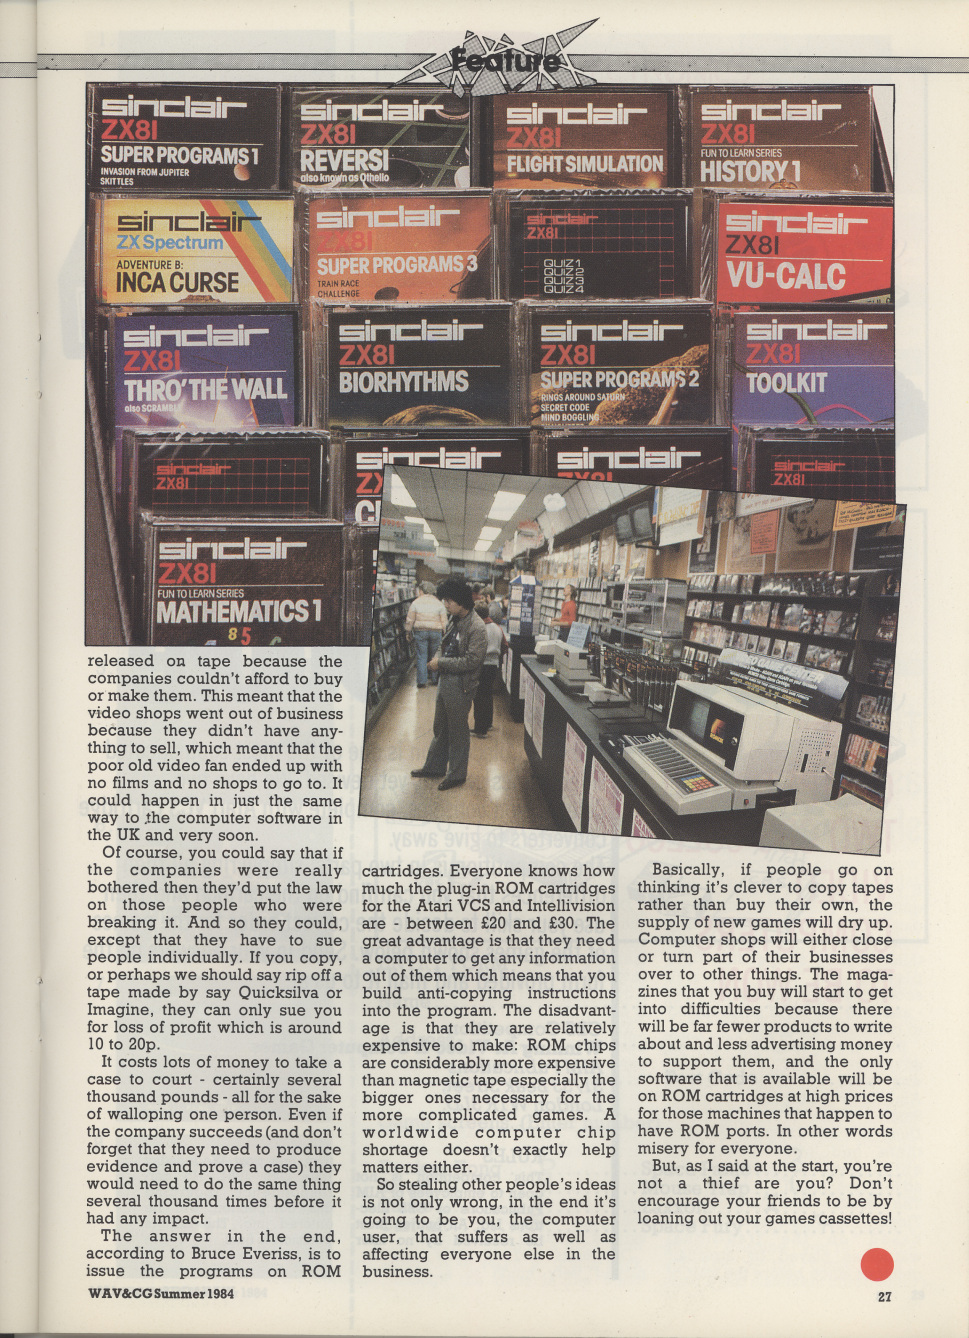 Feature
sinclair
ZX81
SUPER PROGRAMS 1
INVASION FROM JUPITER
SKITTLES
sinclair
ZX81
REVERSI
also known as Othello
sinclair
ZX81
FLIGHT SIMULATION
sinclair
ZX81
FUN TO LEARN SERIES
HISTORY 1
sinclair
ZX Spectrum
ADVENTURE B:
INCA CURSE
sinclair
ZX81
SUPER PROGRAMS 3
TRAIN RACE
CHALLENGE
sinclair
ZX81
QUIZ 1
QUIZ 2
QUIZ 3
QUIZ 4
sinclair
ZX81
VU-CALC
sinclair
ZX81
THRO' THE WALL
also SCRAMBLE
sinclair
ZX81
BIORHYTHMS
sinclair
ZX81
SUPER PROGRAMS 2
RINGS AROUND SATURN
SECRET CODE
MIND BOGGLING
sinclair
ZX81
TOOLKIT
sinclair
ZX81
sinclair
sinclair
ZX81
sinclair
ZX81
sinclair
ZX81
FUN TO LEARN SERIES
MATHEMATICS 1
8 5
released on tape because the
companies couldn't afford to buy
or make them. This meant that the
video shops went out of business
because they didn't have any-
thing to sell, which meant that the
poor old video fan ended up with
no films and no shops to go to. It
could happen in just the same
way to the computer software in
the UK and very soon.
Of course, you could say that if
the companies were really
bothered then they'd put the law
on those people who were
breaking it. And so they could,
except that they have to sue
people individually. If you copy,
or perhaps we should say rip off a
tape made by say Quicksilva or
Imagine, they can only sue you
for loss of profit which is around
10 to 20p.
It costs lots of money to take a
case to court - certainly several
thousand pounds - all for the sake
of walloping one person. Even if
the company succeeds (and don't
forget that they need to produce
evidence and prove a case) they
would need to do the same thing
several thousand times before it
had any impact.
The answer in the end,
according to Bruce Everiss, is to
issue the programs on ROM
cartridges. Everyone knows how
much the plug-in ROM cartridges
for the Atari VCS and Intellivision
are - between £20 and £30. The
great advantage is that they need
a computer to get any information
out of them which means that you
build anti-copying instructions
into the program. The disadvant-
age is that they are relatively
expensive to make: ROM chips
are considerably more expensive
than magnetic tape especially the
bigger ones necessary for the
more complicated games. A
worldwide computer chip
shortage doesn't exactly help
matters either.
So stealing other people's ideas
is not only wrong, in the end it's
going to be you, the computer
user, that suffers as well as
affecting everyone else in the
business.
Basically, if people go on
thinking it's clever to copy tapes
rather than buy their own, the
supply of new games will dry up.
Computer shops will either close
or turn part of their businesses
over to other things. The maga-
zines that you buy will start to get
into difficulties because there
will be far fewer products to write
about and less advertising money
to support them, and the only
software that is available will be
on ROM cartridges at high prices
for those machines that happen to
have ROM ports. In other words
misery for everyone.
But, as I said at the start, you're
not a thief are you? Don't
encourage your friends to be by
loaning out your games cassettes!
WAV&CG Summer 1984
27